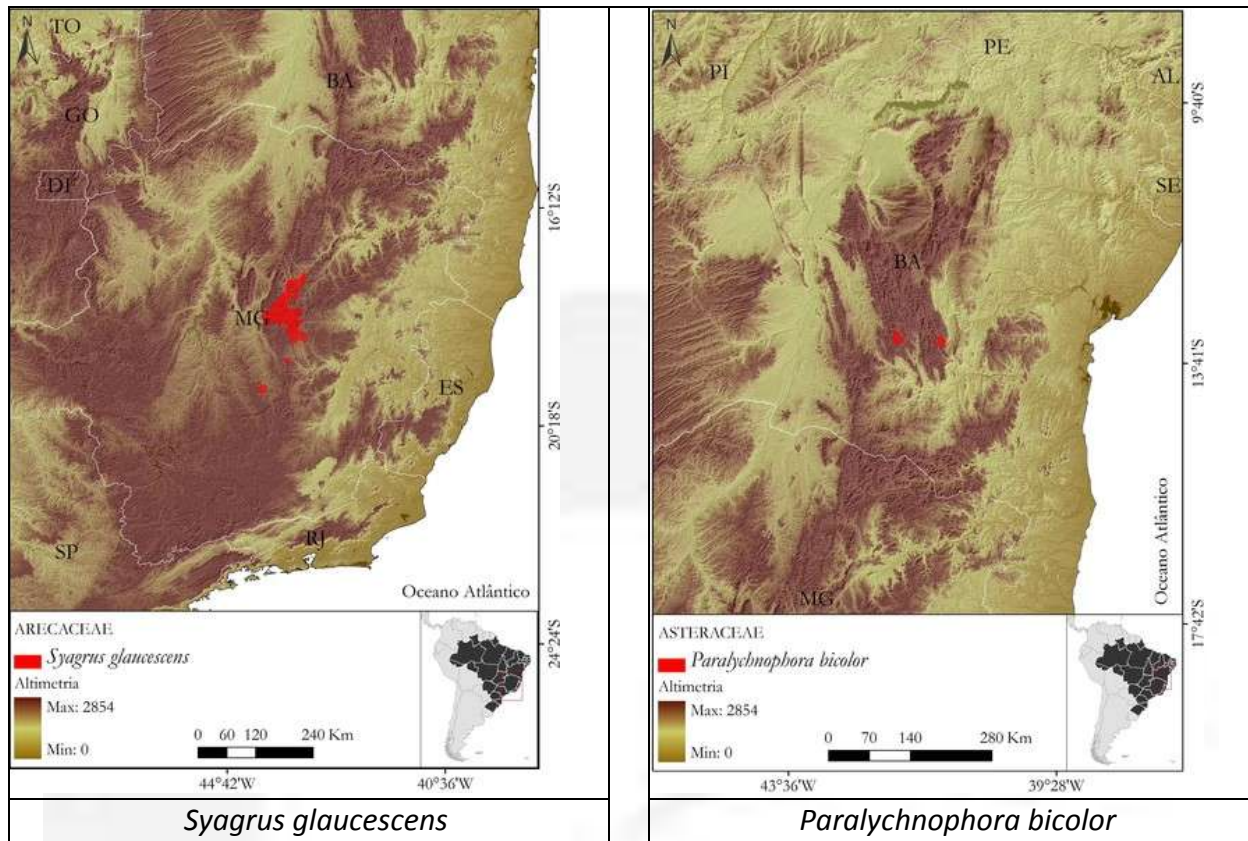 N
TO
BA
GO
DF
16°12'S
MG
ES
20°18'S
SP
RJ
Oceano Atlântico
24°24'S
ARECACEAE
Syagrus glaucescens
Altimetria
Max: 2854
Min: 0
0 60 120 240 Km
44°42'W 40°36'W
Syagrus glaucescens
N
PE
PI
AL
9°40'S
SE
BA
13°41'S
Oceano Atlântico
MG
17°42'S
ASTERACEAE
Paralychnophora bicolor
Altimetria
Max: 2854
Min: 0
0 70 140 280 Km
43°36'W 39°28'W
Paralychnophora bicolor